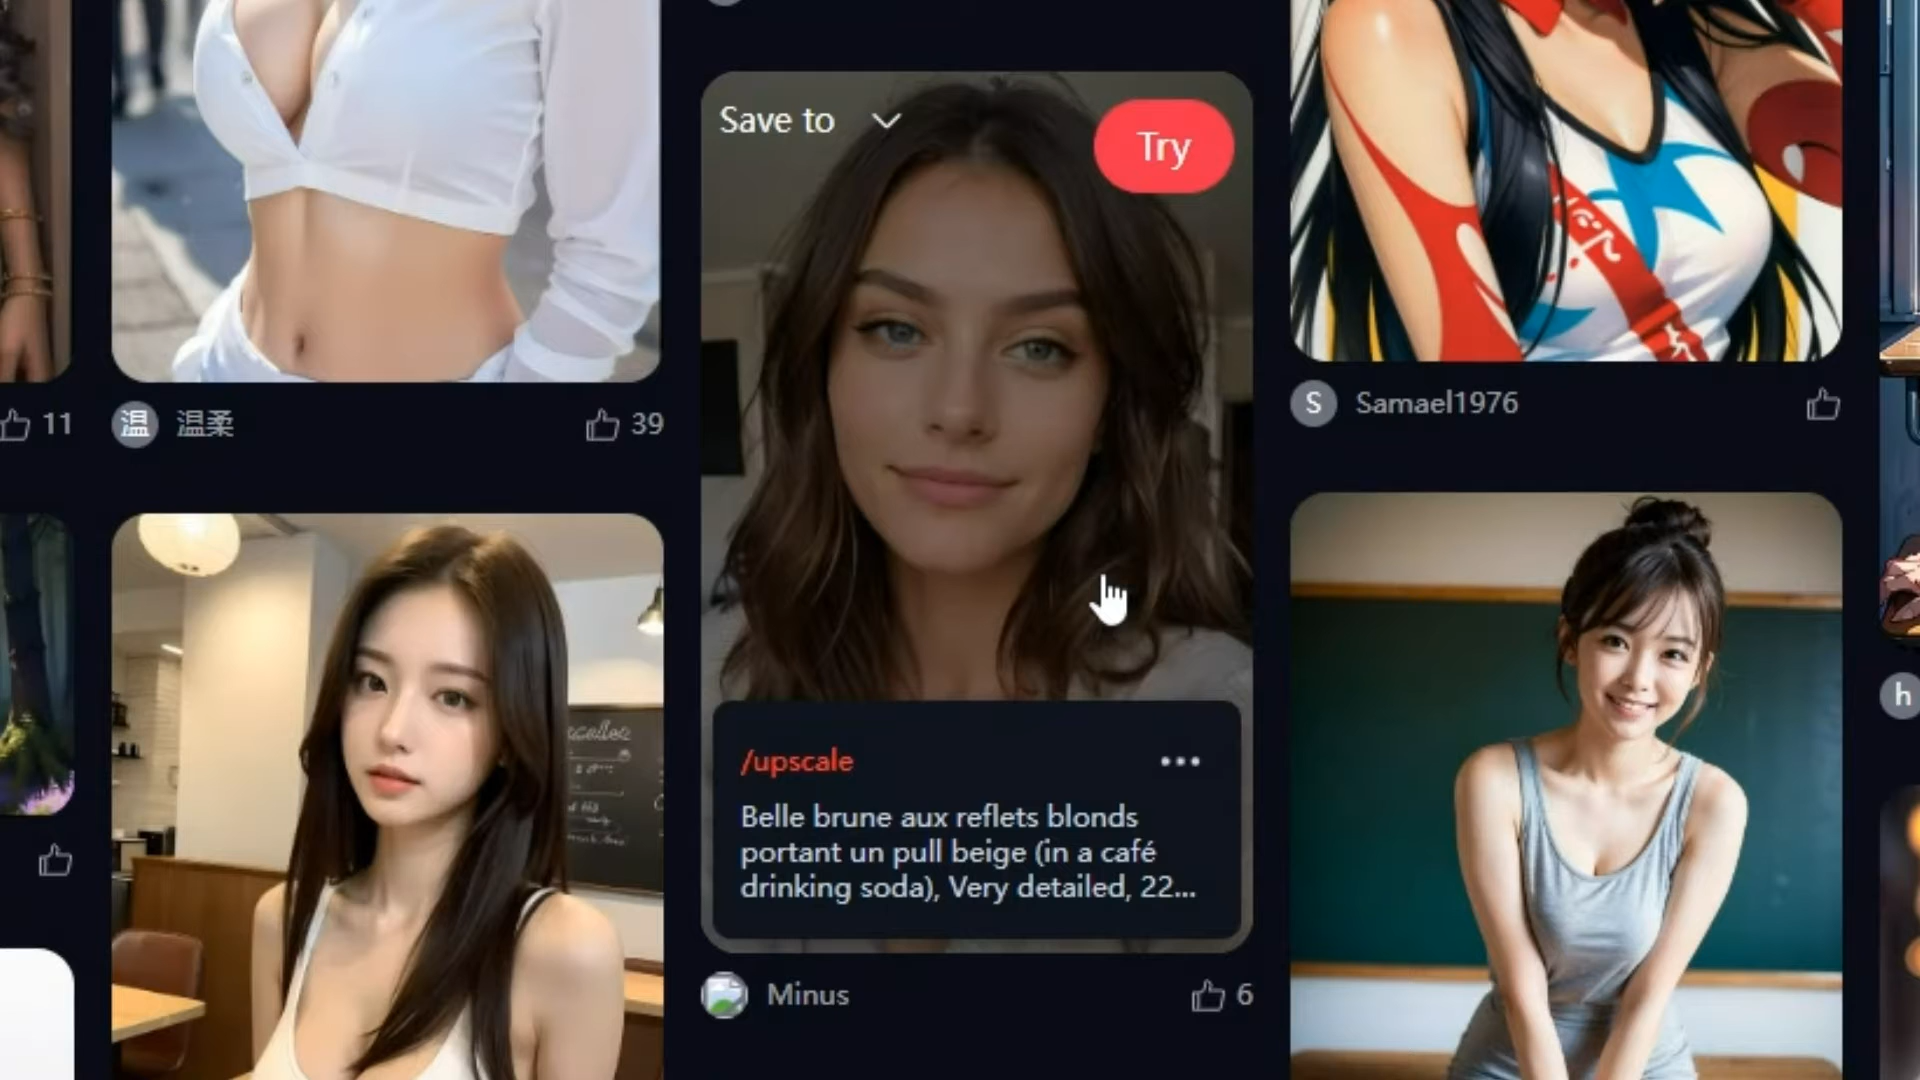 Save to
Try
11
温 温柔
39
S Samael1976
/upscale
Belle brune aux reflets blonds
portant un pull beige (in a café
drinking soda), Very detailed, 22...
h
Minus
6